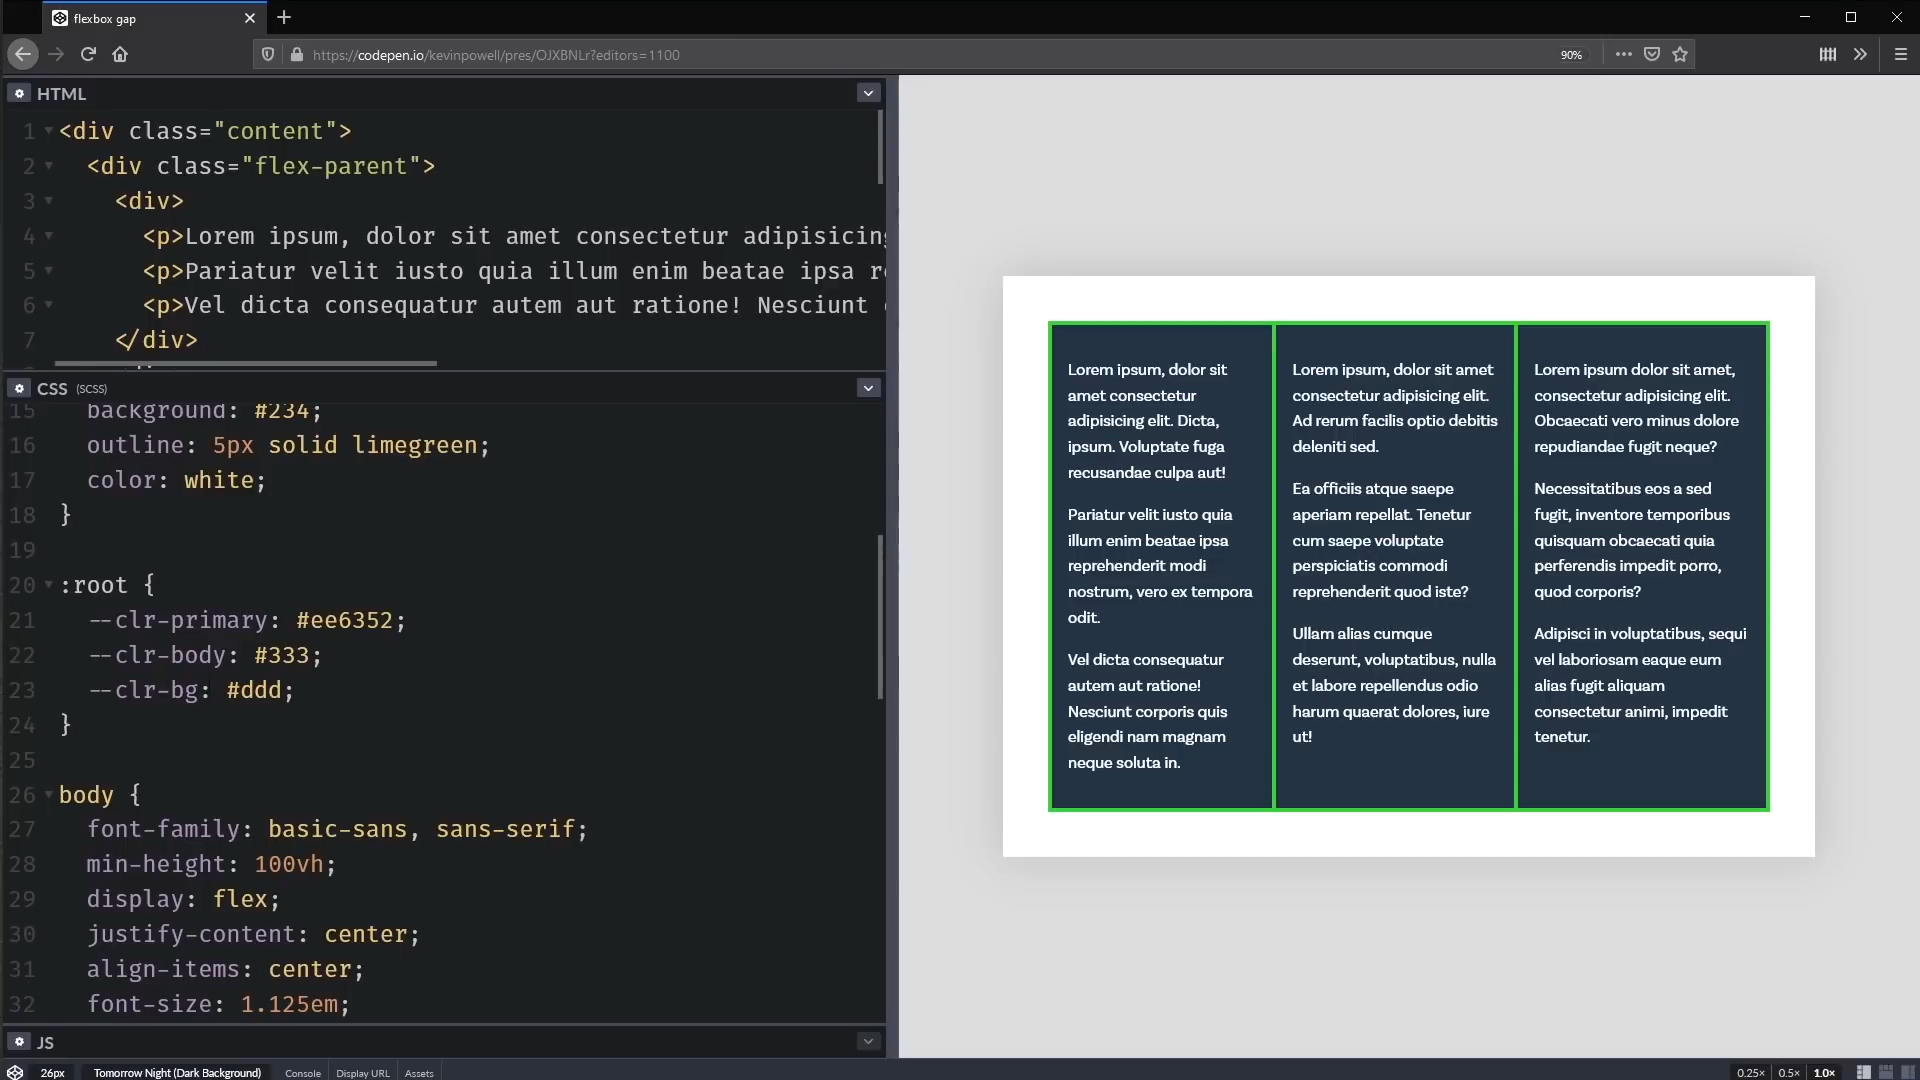 flexbox gap
https://codepen.io/kevinpowell/pres/OJXBNLr?editors=1100
90%
HTML
1 <div class="content">
2 <div class="flex-parent">
3 <div>
4 <p>Lorem ipsum, dolor sit amet consectetur adipisicing
5 <p>Pariatur velit iusto quia illum enim beatae ipsa r
6 <p>Vel dicta consequatur autem aut ratione! Nesciunt
7 </div>
CSS (SCSS)
15 background: #234;
16 outline: 5px solid limegreen;
17 color: white;
18 }
19
20 :root {
21 --clr-primary: #ee6352;
22 --clr-body: #333;
23 --clr-bg: #ddd;
24 }
25
26 body {
27 font-family: basic-sans, sans-serif;
28 min-height: 100vh;
29 display: flex;
30 justify-content: center;
31 align-items: center;
32 font-size: 1.125em;
JS
26px Tomorrow Night (Dark Background) Console Display URL Assets
Lorem ipsum, dolor sit
amet consectetur
adipisicing elit. Dicta,
ipsum. Voluptate fuga
recusandae culpa aut!
Pariatur velit iusto quia
illum enim beatae ipsa
reprehenderit modi
nostrum, vero ex tempora
odit.
Vel dicta consequatur
autem aut ratione!
Nesciunt corporis quis
eligendi nam magnam
neque soluta in.
Lorem ipsum, dolor sit amet
consectetur adipisicing elit.
Ad rerum facilis optio debitis
deleniti sed.
Ea officiis atque saepe
aperiam repellat. Tenetur
cum saepe voluptate
perspiciatis commodi
reprehenderit quod iste?
Ullam alias cumque
deserunt, voluptatibus, nulla
et labore repellendus odio
harum quaerat dolores, iure
ut!
Lorem ipsum dolor sit amet,
consectetur adipisicing elit.
Obcaecati vero minus dolore
repudiandae fugit neque?
Necessitatibus eos a sed
fugit, inventore temporibus
quisquam obcaecati quia
perferendis impedit porro,
quod corporis?
Adipisci in voluptatibus, sequi
vel laboriosam eaque eum
alias fugit aliquam
consectetur animi, impedit
tenetur.
0.25× 0.5× 1.0×